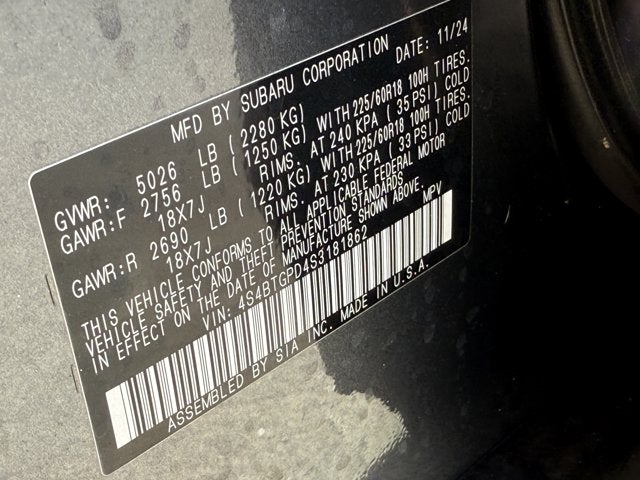 MFD BY SUBARU CORPORATION DATE: 11/24
GVWR: 5026 LB ( 2280 KG)
GAWR:F 2756 LB ( 1250 KG) WITH 225/60R18 100H TIRES.
18X7J RIMS. AT 240 KPA ( 35 PSI) COLD
GAWR:R 2690 LB ( 1220 KG) WITH 225/60R18 100H TIRES.
18X7J RIMS. AT 230 KPA ( 33 PSI) COLD
THIS VEHICLE CONFORMS TO ALL APPLICABLE FEDERAL MOTOR
VEHICLE SAFETY AND THEFT PREVENTION STANDARDS
IN EFFECT ON THE DATE OF MANUFACTURE SHOWN ABOVE.
VIN: 4S4BTGPD4S3181862 MPV
ASSEMBLED BY SIA INC. MADE IN U.S.A.